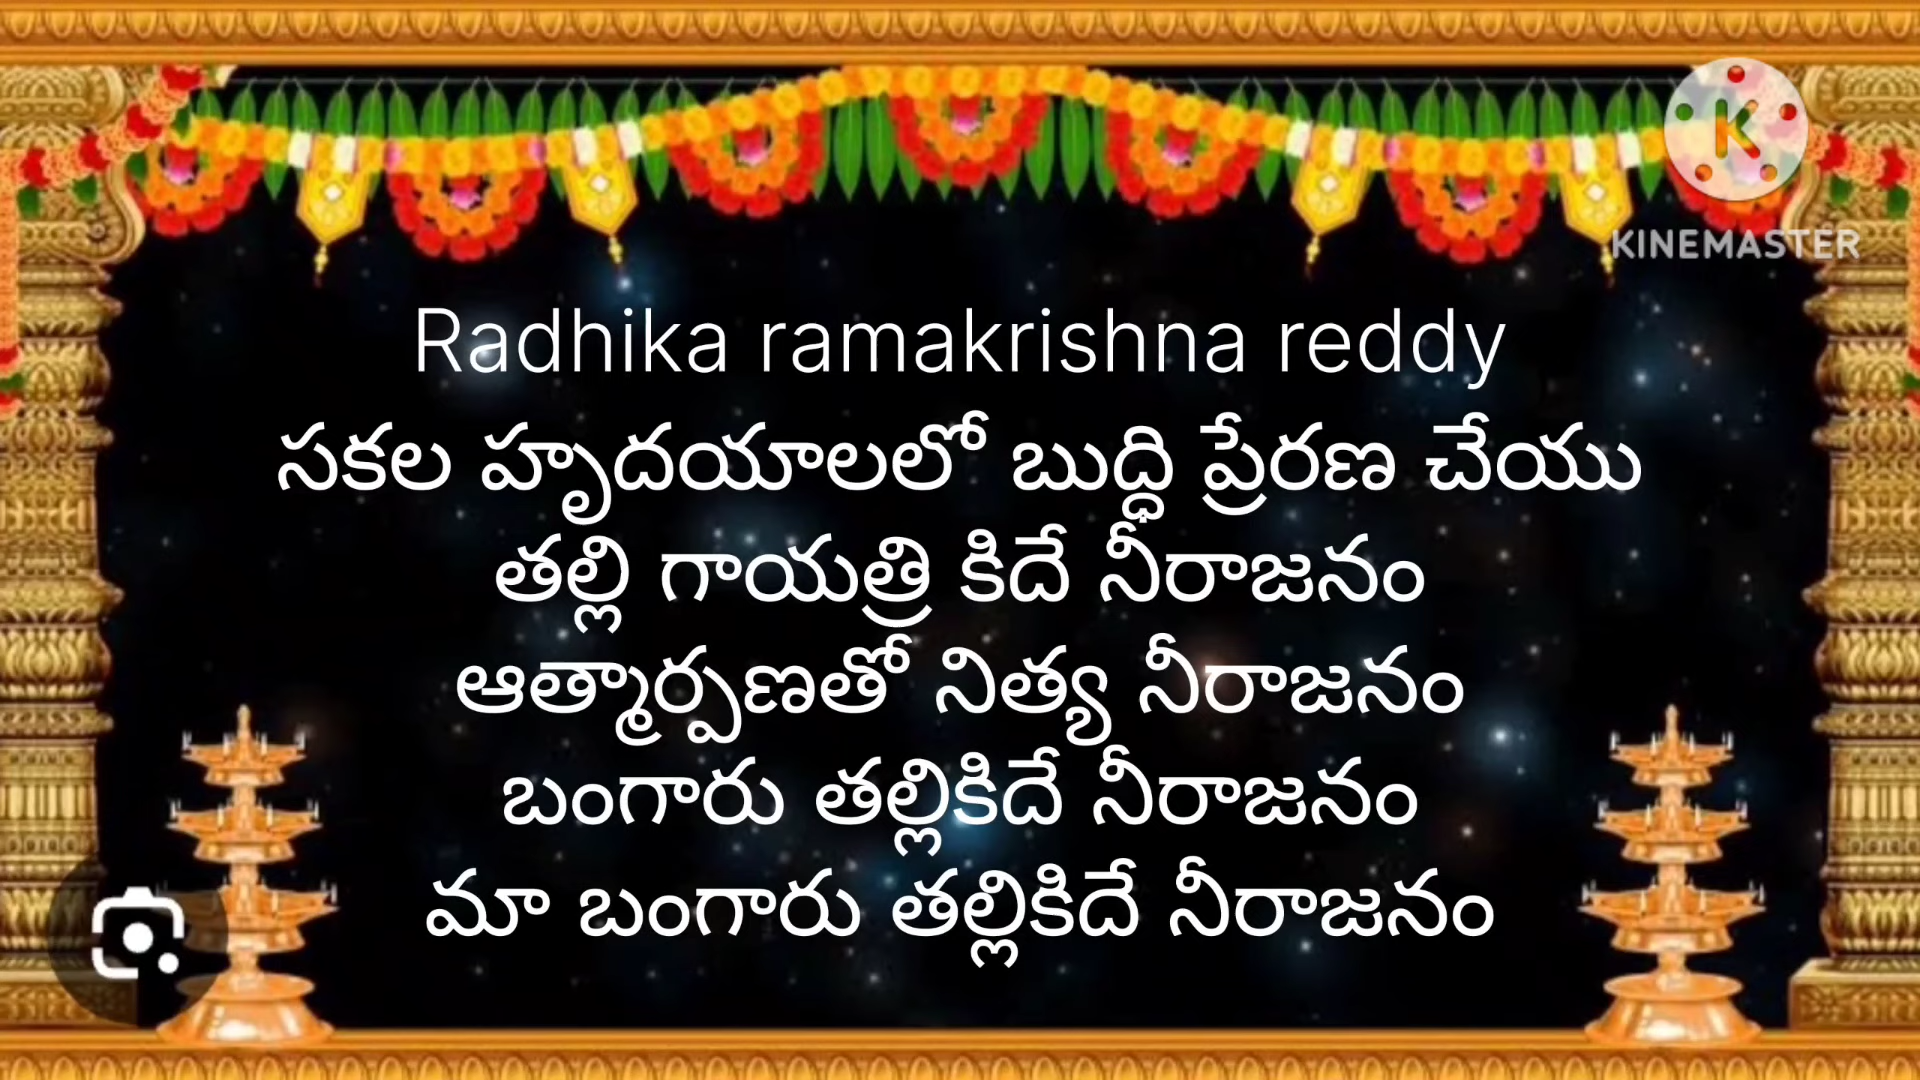 KINEMASTER
Radhika ramakrishna reddy
సకల హృదయాలలో బుద్ధి ప్రేరణ చేయు
తల్లి గాయత్రి కిదే నీరాజనం
ఆత్మార్పణతో నిత్య నీరాజనం
బంగారు తల్లికిదే నీరాజనం
మా బంగారు తల్లికిదే నీరాజనం